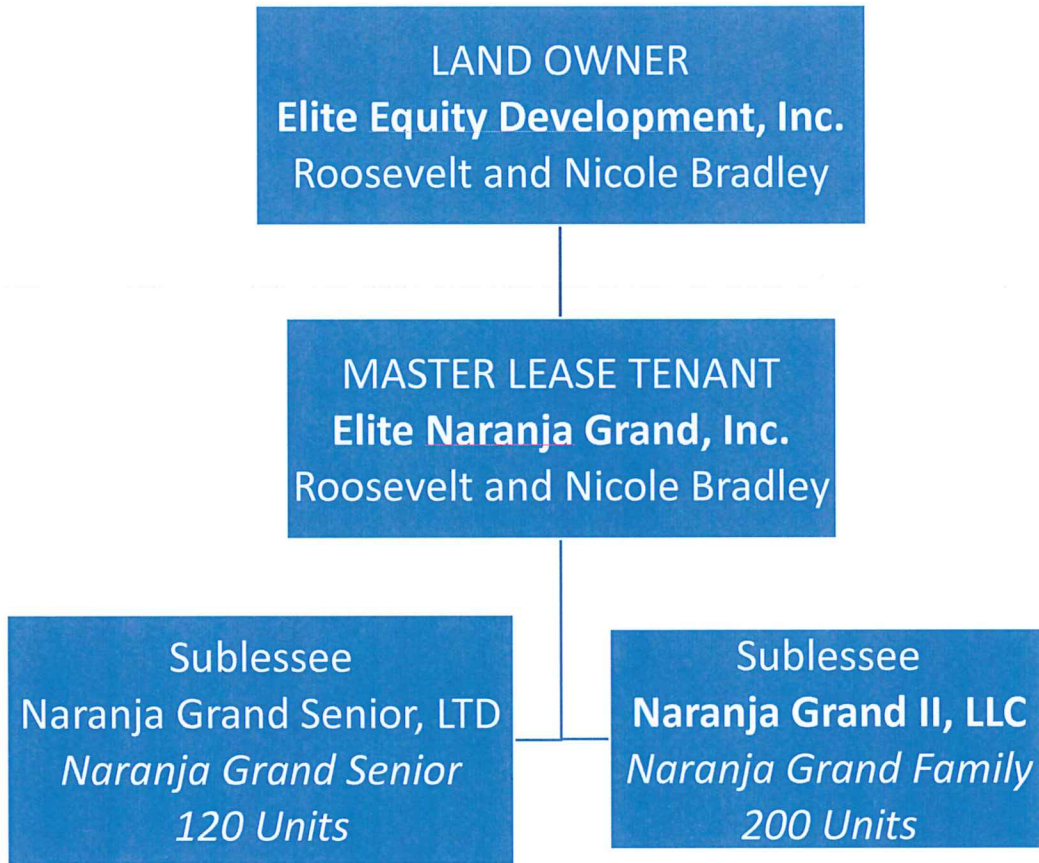 LAND OWNER
Elite Equity Development, Inc.
Roosevelt and Nicole Bradley
MASTER LEASE TENANT
Elite Naranja Grand, Inc.
Roosevelt and Nicole Bradley
Sublessee
Naranja Grand Senior, LTD
Naranja Grand Senior
120 Units
Sublessee
Naranja Grand II, LLC
Naranja Grand Family
200 Units